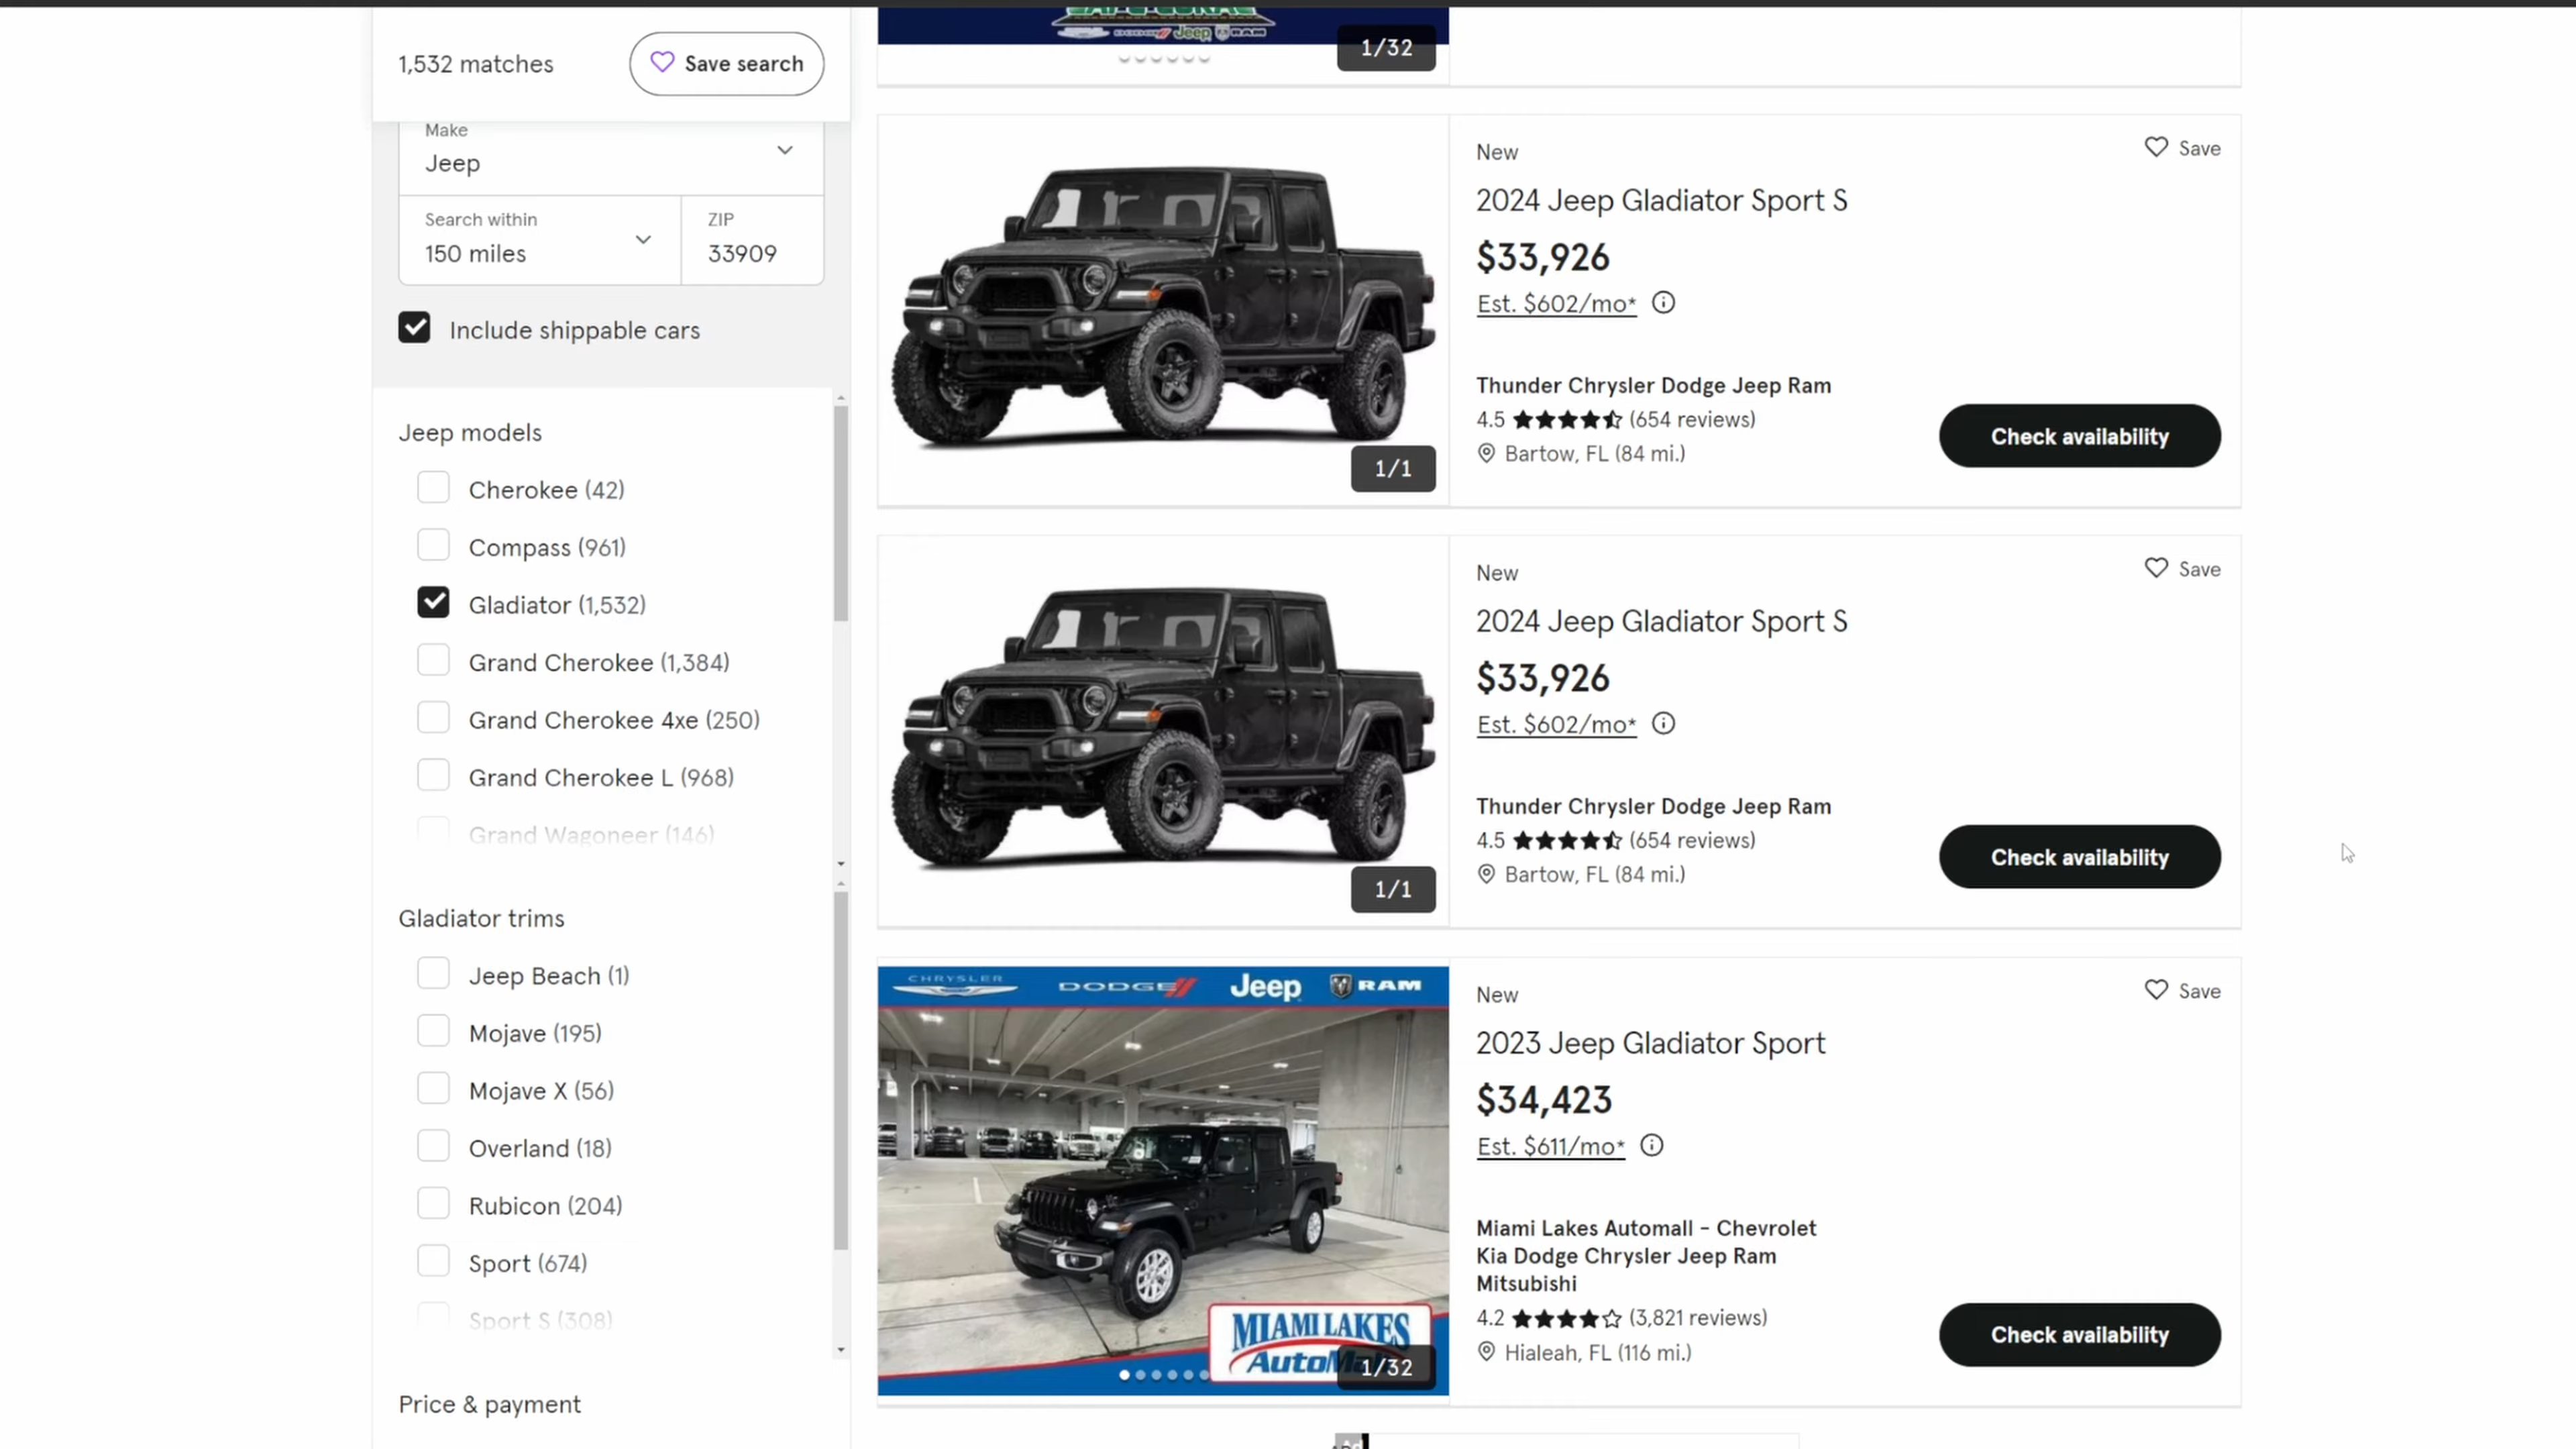 1,532 matches
Save search
Make
Jeep
Search within
150 miles
ZIP
33909
Include shippable cars
Jeep models
Cherokee (42)
Compass (961)
Gladiator (1,532)
Grand Cherokee (1,384)
Grand Cherokee 4xe (250)
Grand Cherokee L (968)
Grand Wagoneer (146)
Gladiator trims
Jeep Beach (1)
Mojave (195)
Mojave X (56)
Overland (18)
Rubicon (204)
Sport (674)
Sport S (308)
Price & payment
DODGE Jeep RAM
1/32
New
Save
2024 Jeep Gladiator Sport S
$33,926
Est. $602/mo*
Thunder Chrysler Dodge Jeep Ram
4.5 (654 reviews)
Bartow, FL (84 mi.)
Check availability
1/1
New
Save
2024 Jeep Gladiator Sport S
$33,926
Est. $602/mo*
Thunder Chrysler Dodge Jeep Ram
4.5 (654 reviews)
Bartow, FL (84 mi.)
Check availability
1/1
CHRYSLER DODGE Jeep RAM
MIAMI LAKES
1/32
New
Save
2023 Jeep Gladiator Sport
$34,423
Est. $611/mo*
Miami Lakes Automall - Chevrolet
Kia Dodge Chrysler Jeep Ram
Mitsubishi
4.2 (3,821 reviews)
Hialeah, FL (116 mi.)
Check availability